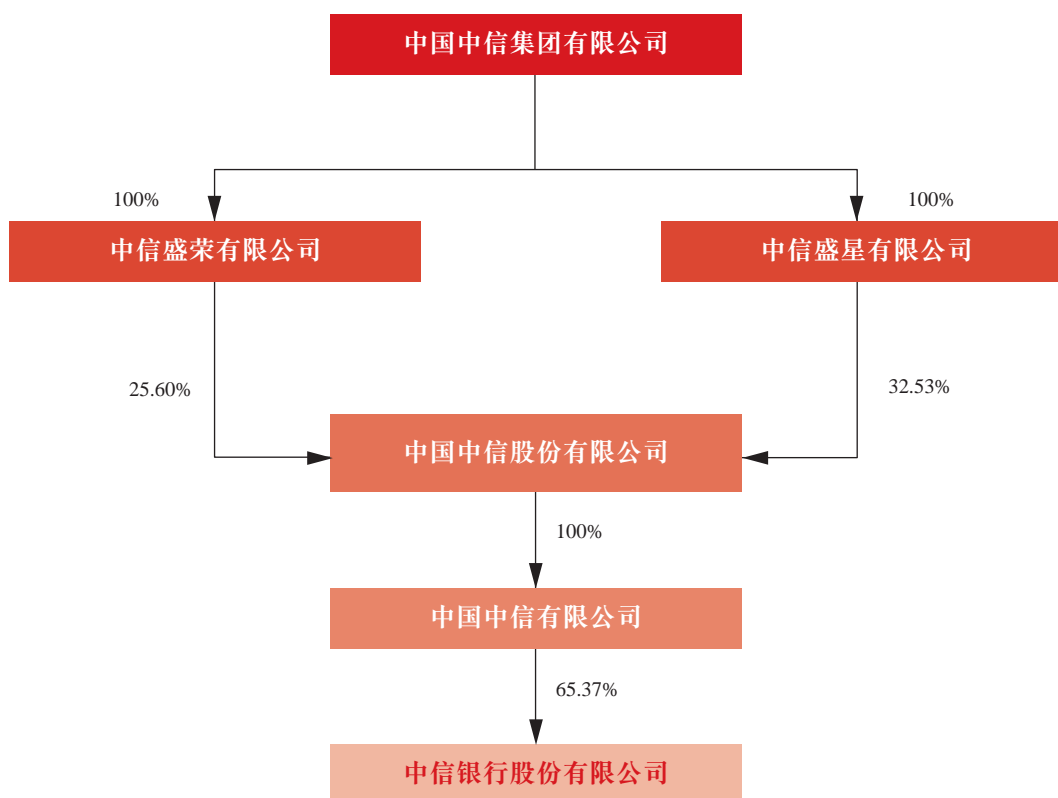 中国中信集团有限公司
100%
100%
中信盛荣有限公司
中信盛星有限公司
25.60%
32.53%
中国中信股份有限公司
100%
中国中信有限公司
65.37%
中信银行股份有限公司